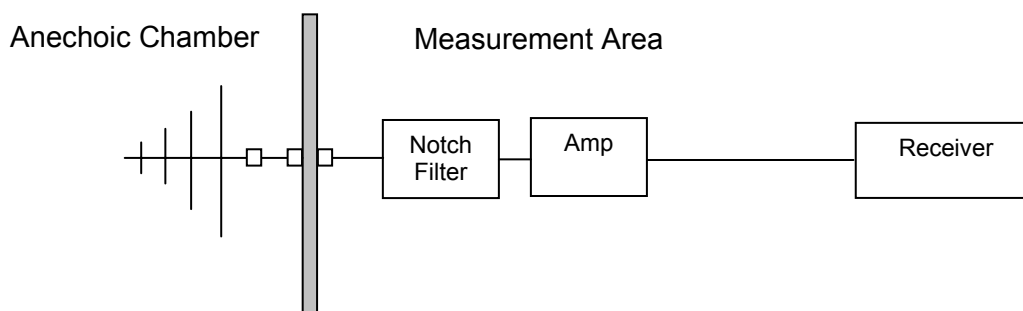 Anechoic Chamber
Measurement Area
Notch
Filter
Amp
Receiver